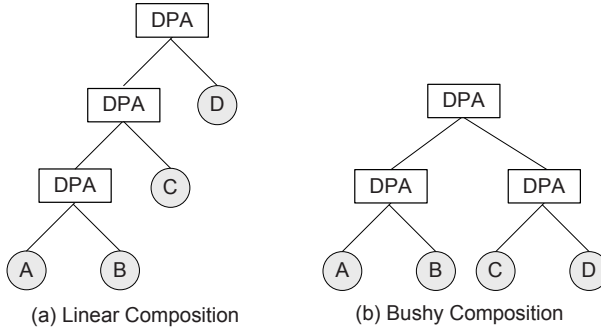 DPA
DPA
D
DPA
C
A
B
(a) Linear Composition
DPA
DPA
DPA
A
B
C
D
(b) Bushy Composition